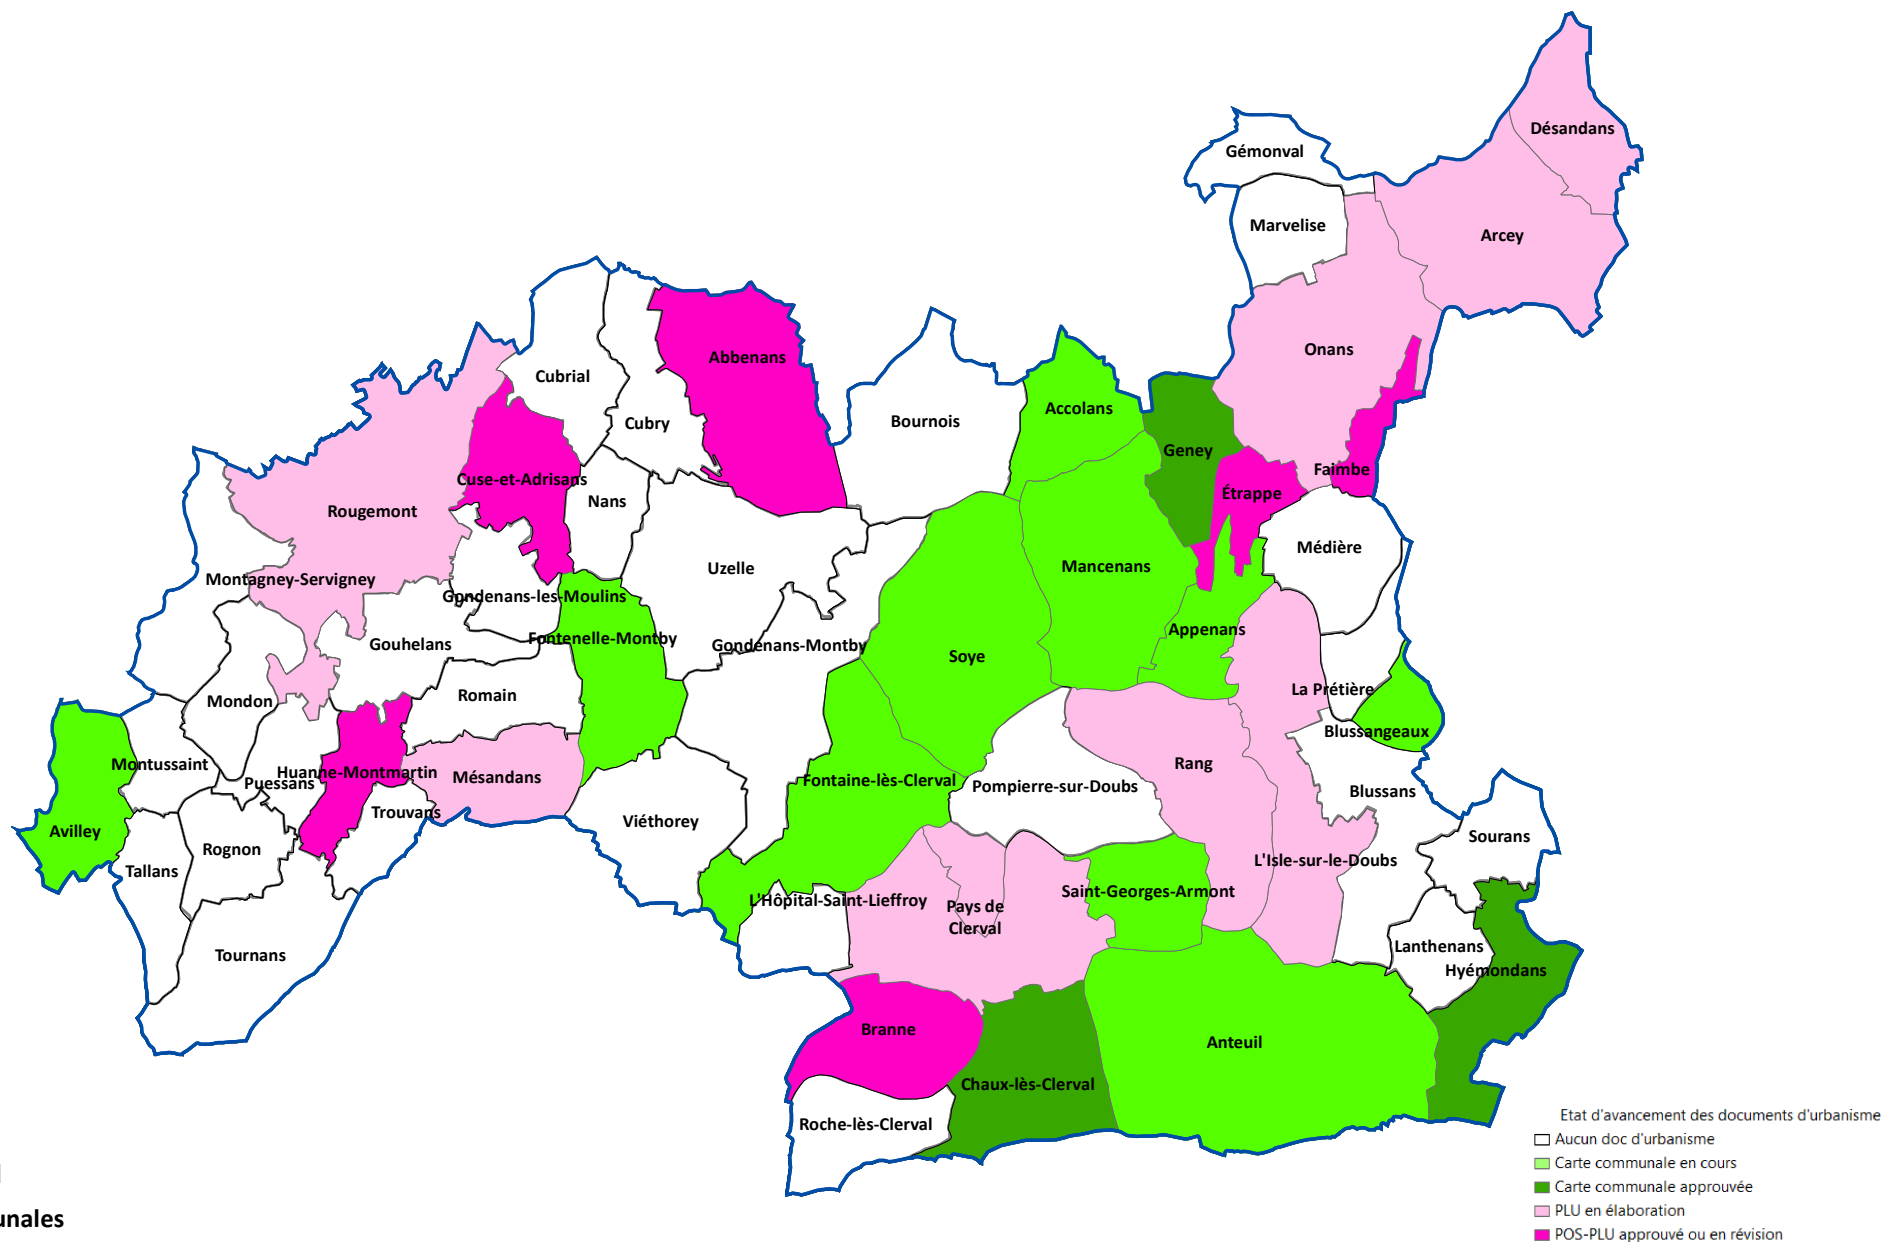 Désandans
Gémonval
Marvelise
Arcey
Onans
Abbenans
Cubrial
Accolans
Bournois
Cubry
Geney
Faimbe
Cuse-et-Adrisans
Étrappe
Nans
Rougemont
Médière
Mancenans
Uzelle
Montagney-Servigney
Gondenans-les-Moulins
Appenans
Fontenelle-Montby
Gouhelans
Gondenans-Montby
Soye
La Prétière
Romain
Mondon
Blussangeaux
Montussaint
Rang
Huanne-Montmartin
Mésandans
Fontaine-lès-Clerval
Puessans
Pompierre-sur-Doubs
Blussans
Trouvans
Viéthorey
Avilley
Sourans
Rognon
L'Isle-sur-le-Doubs
Tallans
Saint-Georges-Armont
L'Hôpital-Saint-Lieffroy
Pays de
Clerval
Lanthenans
Tournans
Hyémondans
Branne
Anteuil
Chaux-lès-Clerval
Roche-lès-Clerval
Etat d'avancement des documents d'urbanisme
Aucun doc d'urbanisme
Carte communale en cours
Carte communale approuvée
PLU en élaboration
POS-PLU approuvé ou en révision
unales